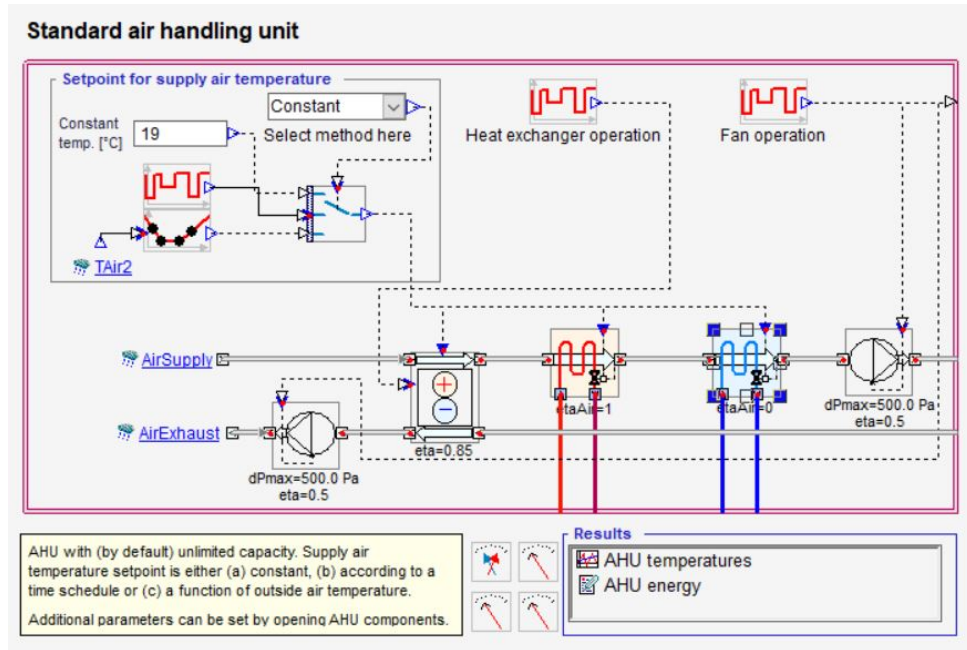 Standard air handling unit
Setpoint for supply air temperature
Constant
Constant
temp. [°C]
19
Select method here
Heat exchanger operation
Fan operation
TAir2
AirSupply
etaAir=1
etaAir=0
dPmax=500.0 Pa
eta=0.5
AirExhaust
eta=0.85
dPmax=500.0 Pa
eta=0.5
AHU with (by default) unlimited capacity. Supply air
temperature setpoint is either (a) constant, (b) according to a
time schedule or (c) a function of outside air temperature.
Additional parameters can be set by opening AHU components.
Results
AHU temperatures
AHU energy